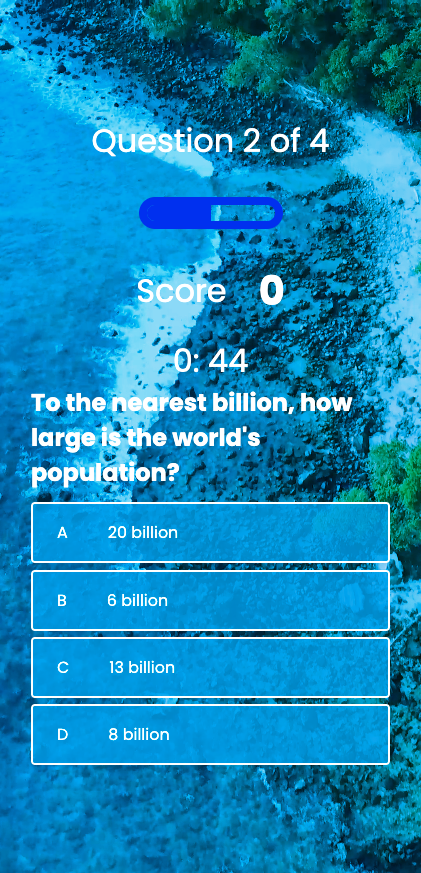 Question 2 of 4
Score 0
0: 44
To the nearest billion, how
large is the world's
population?
A 20 billion
B 6 billion
C 13 billion
D 8 billion